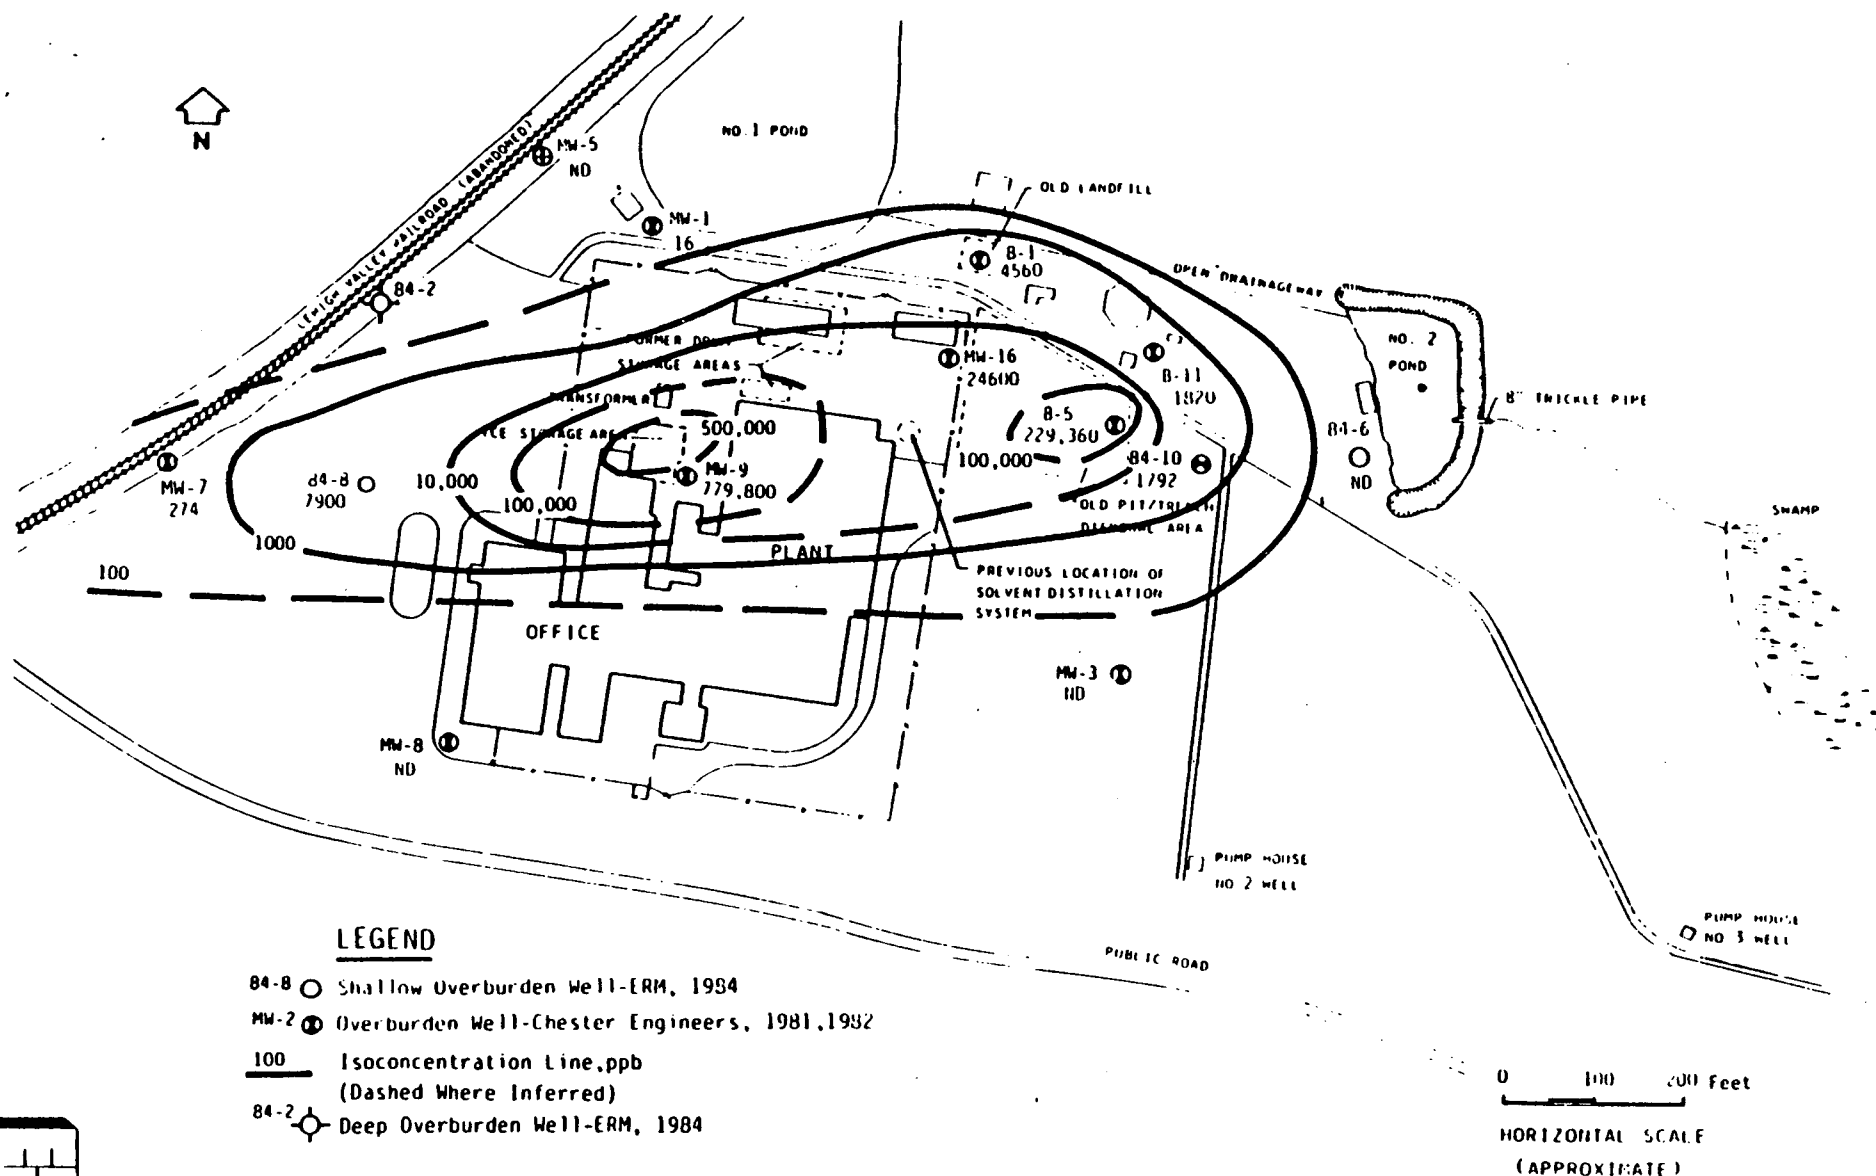 N
LEHIGH VALLEY RAILROAD (ABANDONED)
MW-5
ND
NO. 1 POND
OLD LANDFILL
MW-1
16
B-1
4560
OPEN DRAINAGEWAY
84-2
NO. 2
POND
8" TRICKLE PIPE
FORMER DRUM
STORAGE AREAS
MW-16
24600
B-11
1820
TRANSFORMER
500,000
B-5
229,360
84-6
ND
STORAGE AREA
MW-9
779,800
100,000
84-10
1792
MW-7
274
84-8
7900
10,000
100,000
OLD PIT/TRENCH
DISPOSAL AREA
SWAMP
1000
PLANT
100
PREVIOUS LOCATION OF
SOLVENT DISTILLATION
SYSTEM
OFFICE
MW-3
ND
MW-8
ND
PUMP HOUSE
NO 2 WELL
PUMP HOUSE
NO 3 WELL
PUBLIC ROAD
LEGEND
84-8 Shallow Overburden Well-ERM, 1984
MW-2 Overburden Well-Chester Engineers, 1981,1982
100 Isoconcentration Line,ppb
(Dashed Where Inferred)
84-2 Deep Overburden Well-ERM, 1984
0 100 200 Feet
HORIZONTAL SCALE
(APPROXIMATE)